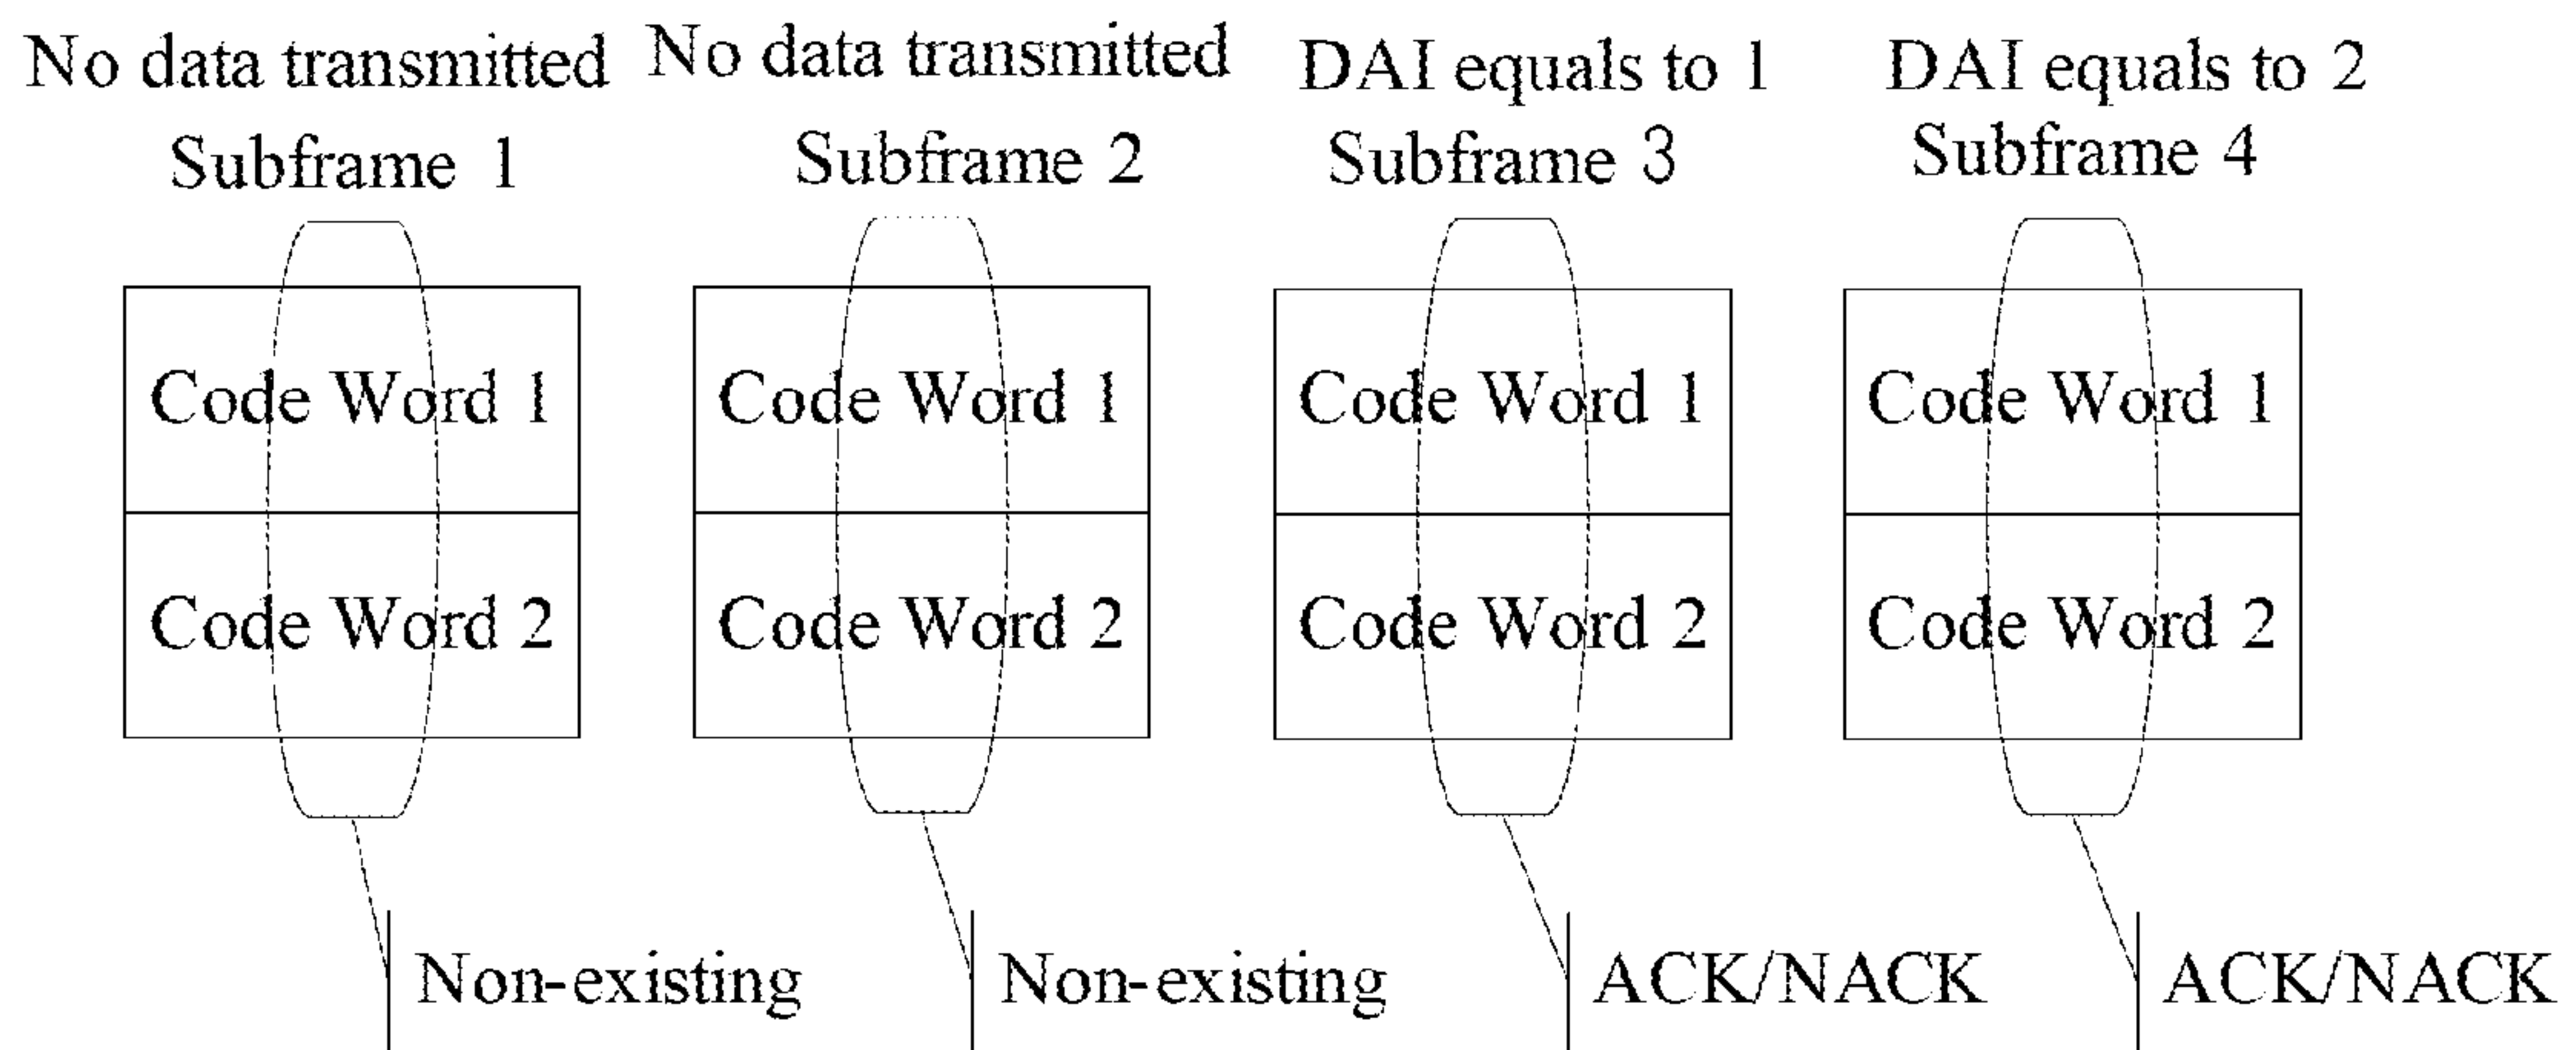 No data transmitted
Subframe 1
No data transmitted
Subframe 2
DAI equals to 1
Subframe 3
DAI equals to 2
Subframe 4
Code Word 1
Code Word 1
Code Word 1
Code Word 1
Code Word 2
Code Word 2
Code Word 2
Code Word 2
Non-existing
Non-existing
ACK/NACK
ACK/NACK